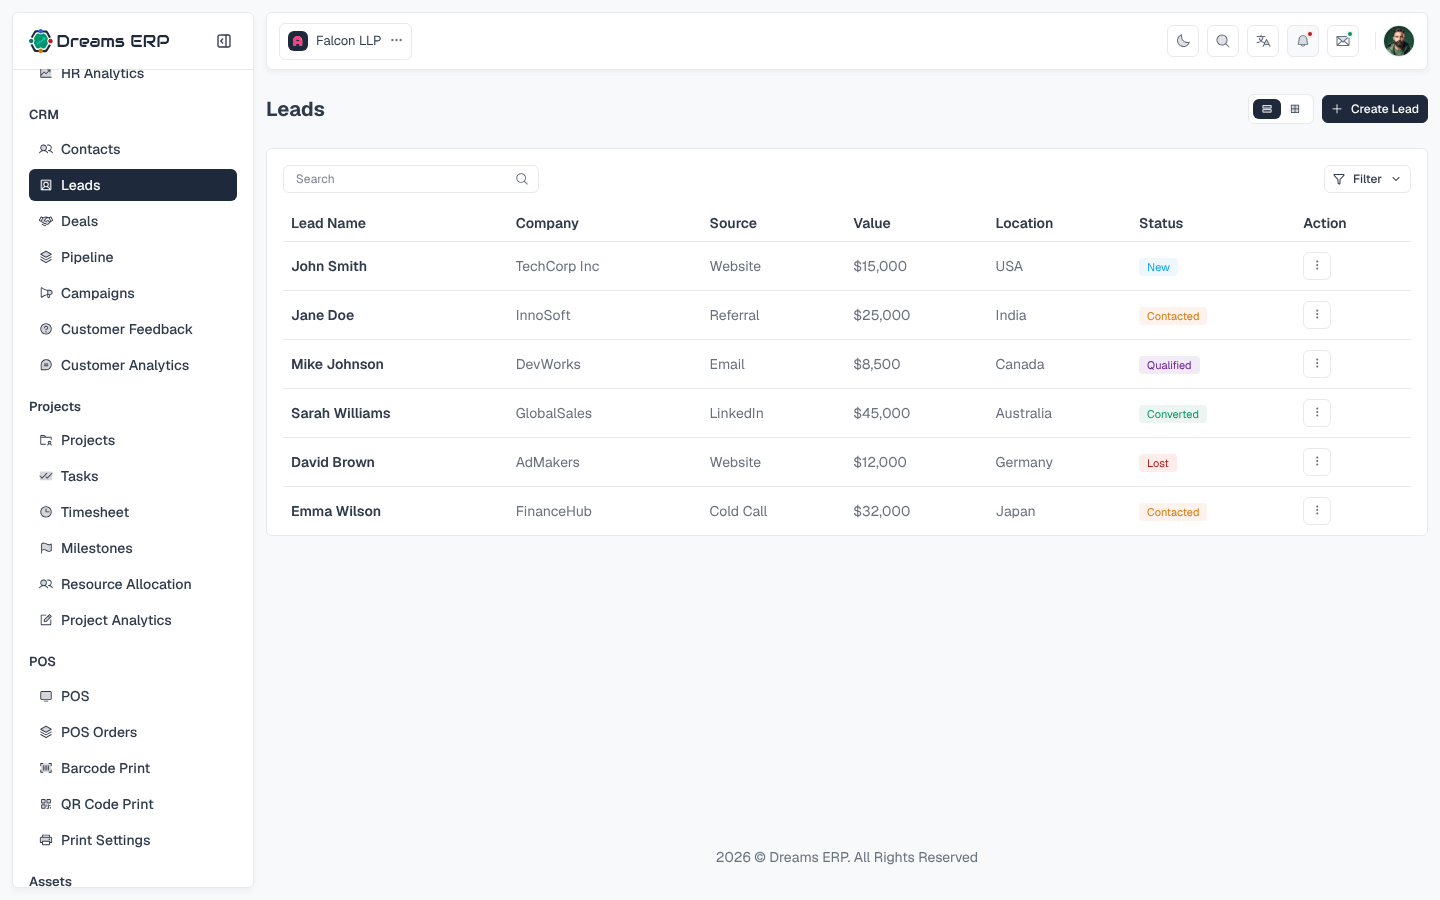 Dreams ERP
HR Analytics
CRM
Contacts
Leads
Deals
Pipeline
Campaigns
Customer Feedback
Customer Analytics
Projects
Projects
Tasks
Timesheet
Milestones
Resource Allocation
Project Analytics
POS
POS
POS Orders
Barcode Print
QR Code Print
Print Settings
Assets
Falcon LLP
Leads
Create Lead
Search
Filter
Lead Name Company Source Value Location Status Action
John Smith TechCorp Inc Website $15,000 USA New
Jane Doe InnoSoft Referral $25,000 India Contacted
Mike Johnson DevWorks Email $8,500 Canada Qualified
Sarah Williams GlobalSales LinkedIn $45,000 Australia Converted
David Brown AdMakers Website $12,000 Germany Lost
Emma Wilson FinanceHub Cold Call $32,000 Japan Contacted
2026 © Dreams ERP. All Rights Reserved